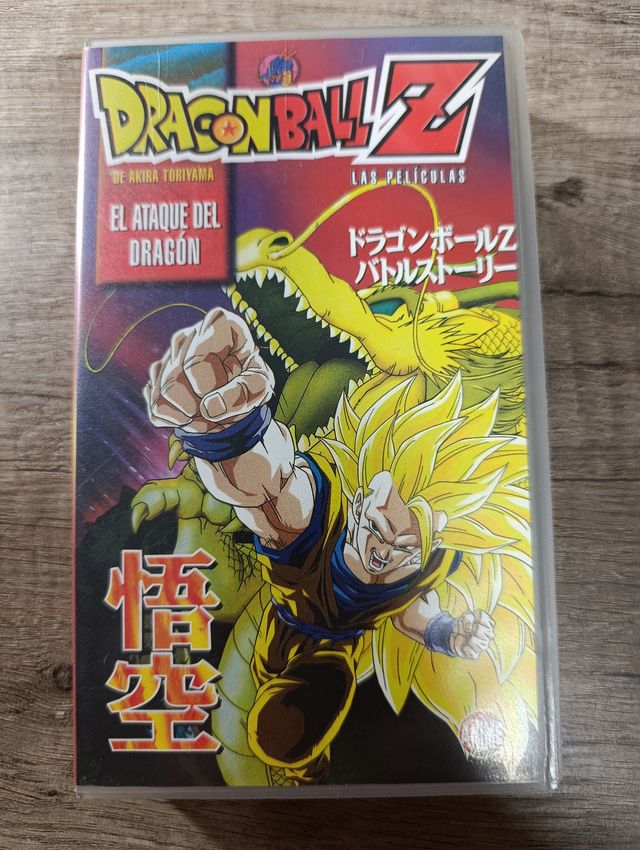 DRAGON BALL Z
DE AKIRA TORIYAMA
LAS PELÍCULAS
EL ATAQUE DEL
DRAGÓN
ドラゴンボールZ
バトルストーリー
悟
空